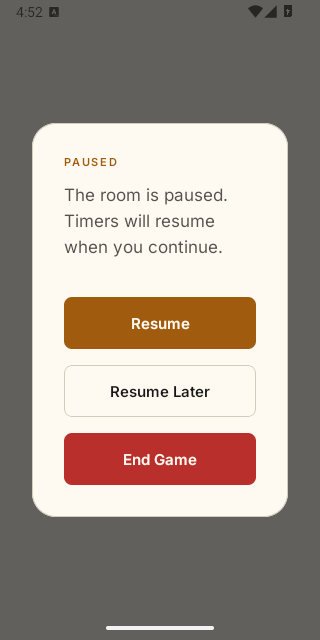 4:52
PAUSED
The room is paused.
Timers will resume
when you continue.
Resume
Resume Later
End Game